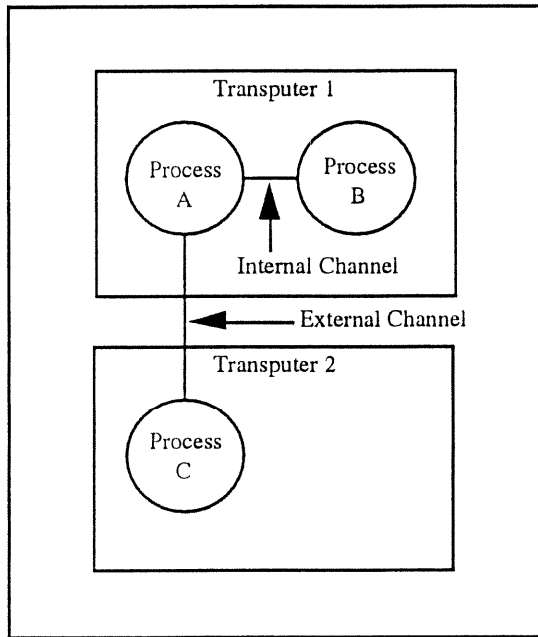 Transputer 1
Process
A
Process
B
Internal Channel
External Channel
Transputer 2
Process
C